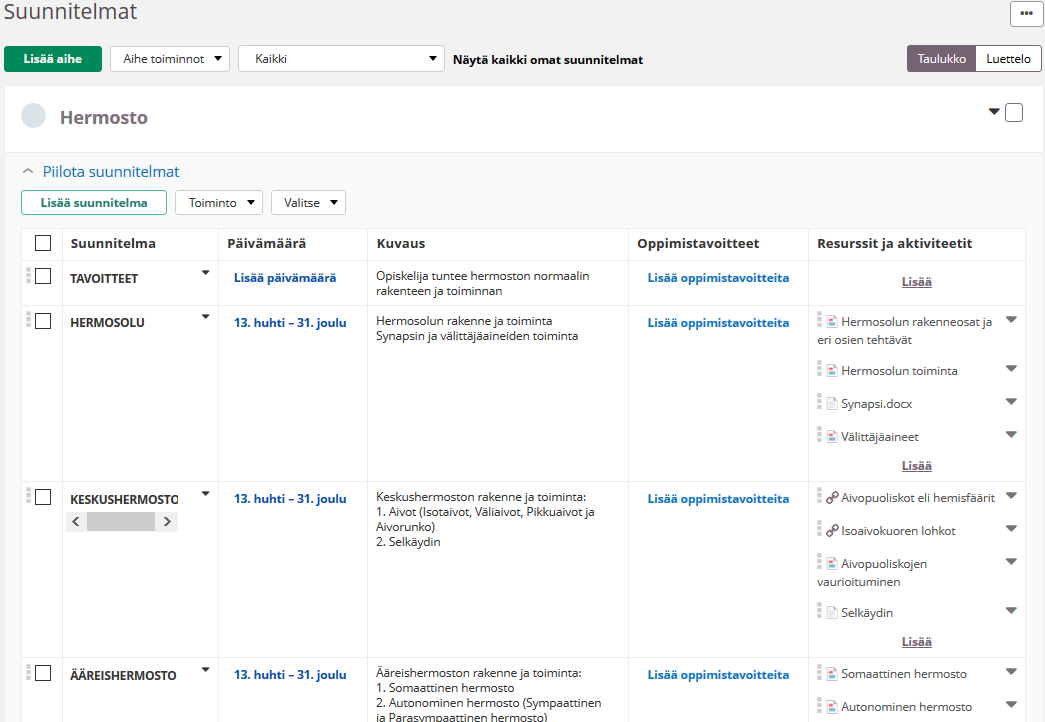 Suunnitelmat
Lisää aihe
Aihe toiminnot
Kaikki
Näytä kaikki omat suunnitelmat
Taulukko
Luettelo
Hermosto
Piilota suunnitelmat
Lisää suunnitelma
Toiminto
Valitse
Suunnitelma
Päivämäärä
Kuvaus
Oppimistavoitteet
Resurssit ja aktiviteetit
TAVOITTEET
Lisää päivämäärä
Opiskelija tuntee hermoston normaalin
rakenteen ja toiminnan
Lisää oppimistavoitteita
Lisää
HERMOSOLU
13. huhti – 31. joulu
Hermosolun rakenne ja toiminta
Synapsin ja välittäjäaineiden toiminta
Lisää oppimistavoitteita
Hermosolun rakenneosat ja
eri osien tehtävät
Hermosolun toiminta
Synapsi.docx
Välittäjäaineet
Lisää
KESKUSHERMOSTO
13. huhti – 31. joulu
Keskushermoston rakenne ja toiminta:
1. Aivot (Isotaivot, Väliaivot, Pikkuaivot ja
Aivorunko)
2. Selkäydin
Lisää oppimistavoitteita
Aivopuoliskot eli hemisfäärit
Isoaivokuoren lohkot
Aivopuoliskojen
vaurioituminen
Selkäydin
Lisää
ÄÄREISHERMOSTO
13. huhti – 31. joulu
Ääreishermoston rakenne ja toiminta:
1. Somaattinen hermosto
2. Autonominen hermosto (Sympaattinen
ja Parasympaattinen hermosto)
Lisää oppimistavoitteita
Somaattinen hermosto
Autonominen hermosto